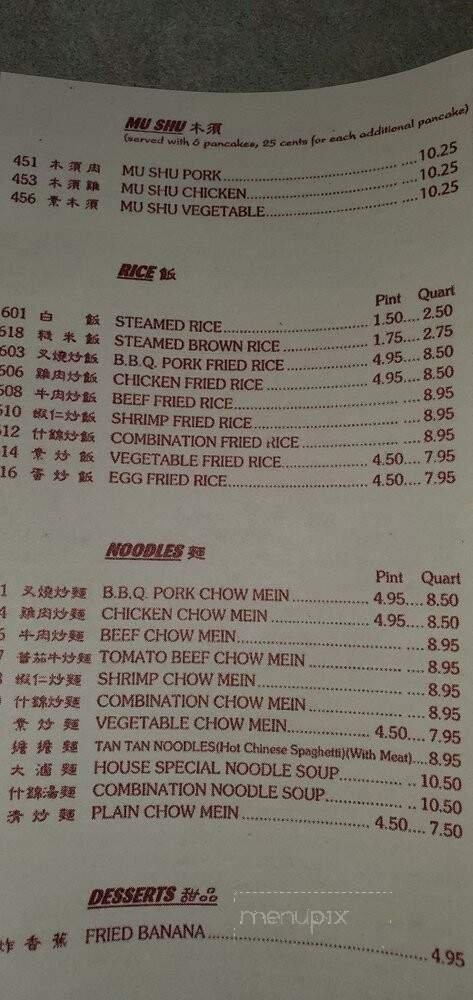 MU SHU 木須
(served with 6 pancakes, 25 cents for each additional pancake)
451 木須肉 MU SHU PORK 10.25
453 木須雞 MU SHU CHICKEN 10.25
456 素木須 MU SHU VEGETABLE 10.25
RICE 飯
Pint Quart
601 白飯 STEAMED RICE 1.50 2.50
618 糙米飯 STEAMED BROWN RICE 1.75 2.75
603 叉燒炒飯 B.B.Q. PORK FRIED RICE 4.95 8.50
606 雞肉炒飯 CHICKEN FRIED RICE 4.95 8.50
608 牛肉炒飯 BEEF FRIED RICE 8.95
610 蝦仁炒飯 SHRIMP FRIED RICE 8.95
612 什錦炒飯 COMBINATION FRIED RICE 8.95
14 素炒飯 VEGETABLE FRIED RICE 4.50 7.95
16 蛋炒飯 EGG FRIED RICE 4.50 7.95
NOODLES 麵
Pint Quart
1 叉燒炒麵 B.B.Q. PORK CHOW MEIN 4.95 8.50
4 雞肉炒麵 CHICKEN CHOW MEIN 4.95 8.50
6 牛肉炒麵 BEEF CHOW MEIN 8.95
7 蕃茄牛炒麵 TOMATO BEEF CHOW MEIN 8.95
蝦仁炒麵 SHRIMP CHOW MEIN 8.95
什錦炒麵 COMBINATION CHOW MEIN 8.95
素炒麵 VEGETABLE CHOW MEIN 4.50 7.95
擔擔麵 TAN TAN NOODLES(Hot Chinese Spaghetti)(With Meat) 8.95
大滷麵 HOUSE SPECIAL NOODLE SOUP 10.50
什錦湯麵 COMBINATION NOODLE SOUP 10.50
清炒麵 PLAIN CHOW MEIN 4.50 7.50
DESSERTS 甜品
menupix
炸香蕉 FRIED BANANA 4.95